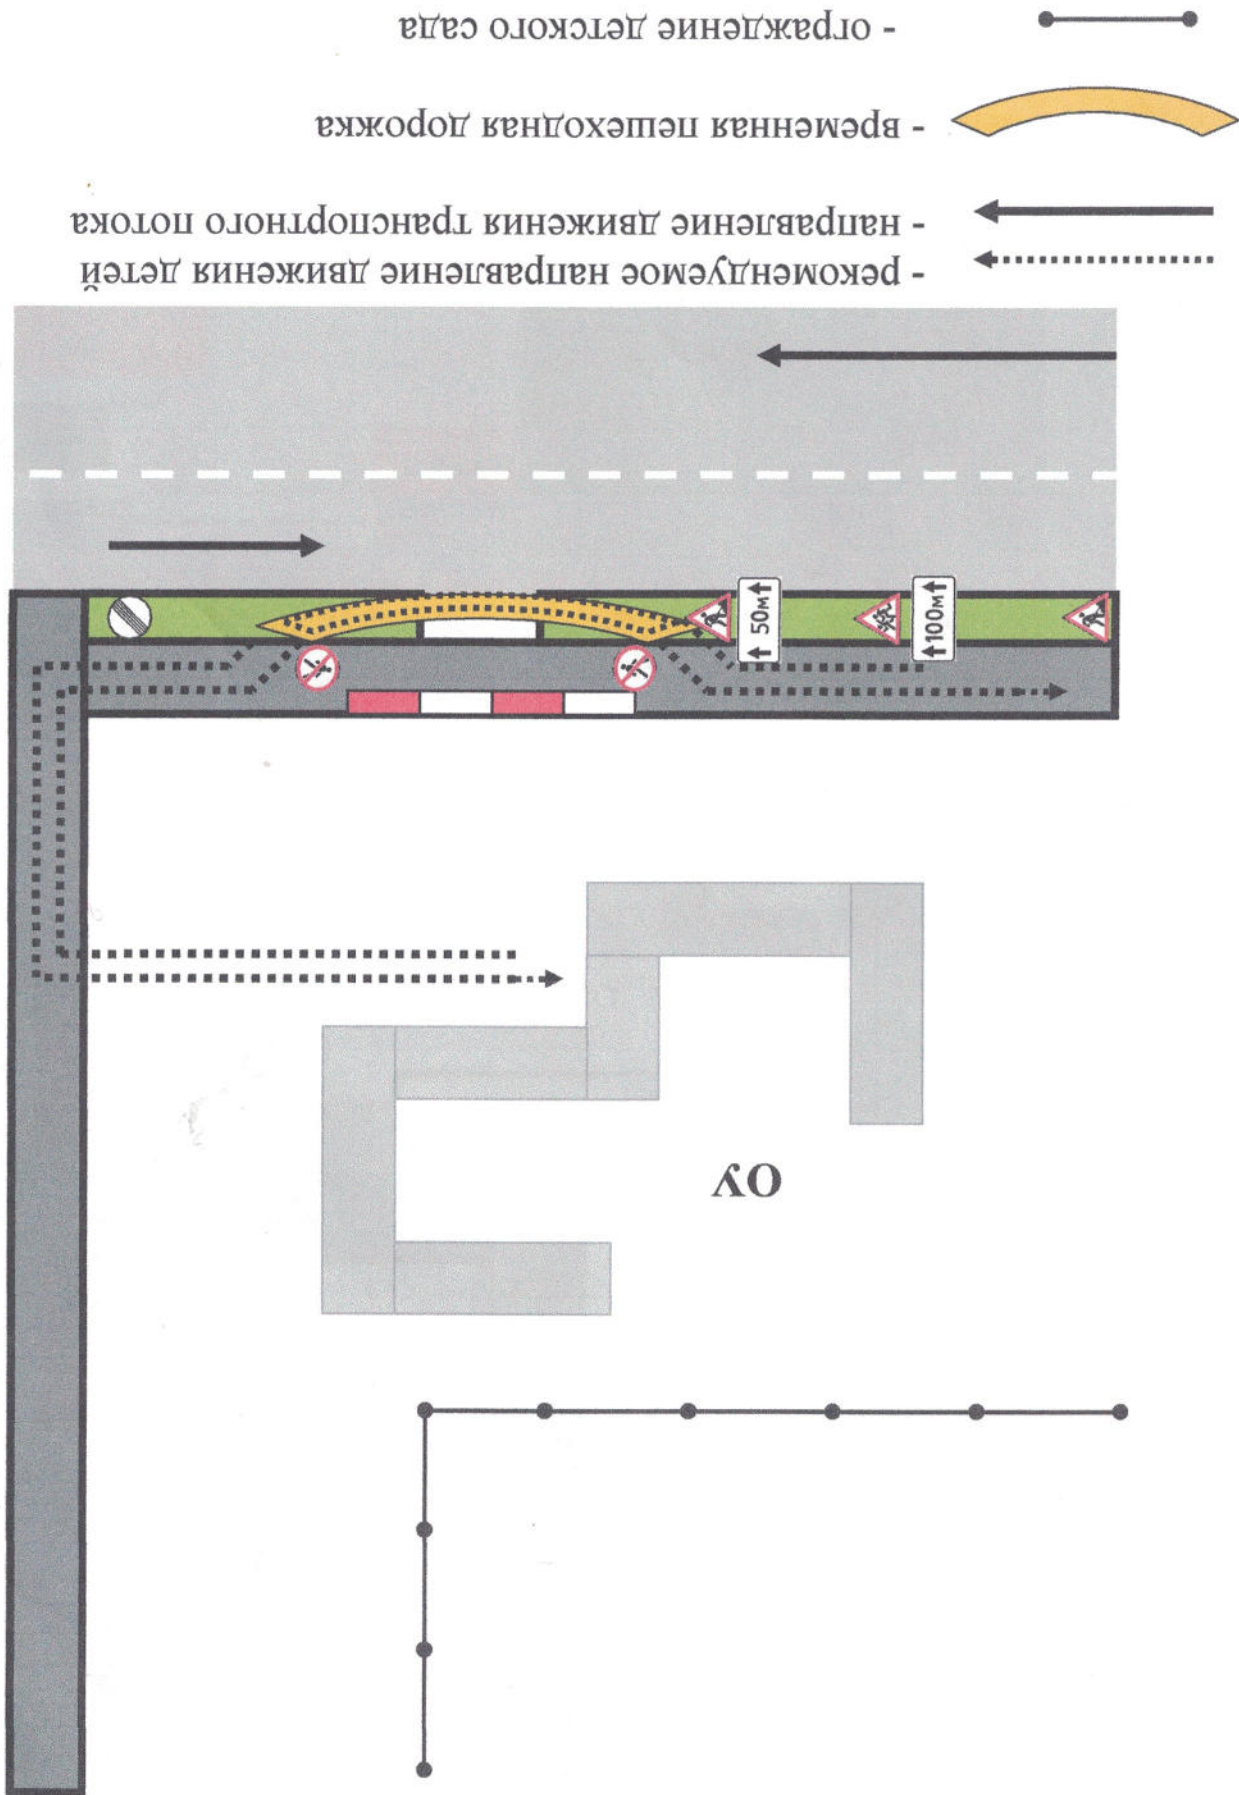 ОУ
100м
50м
- рекомендуемое направление движения детей
- направление движения транспортного потока
- временная пешеходная дорожка
- ограждение детского сада